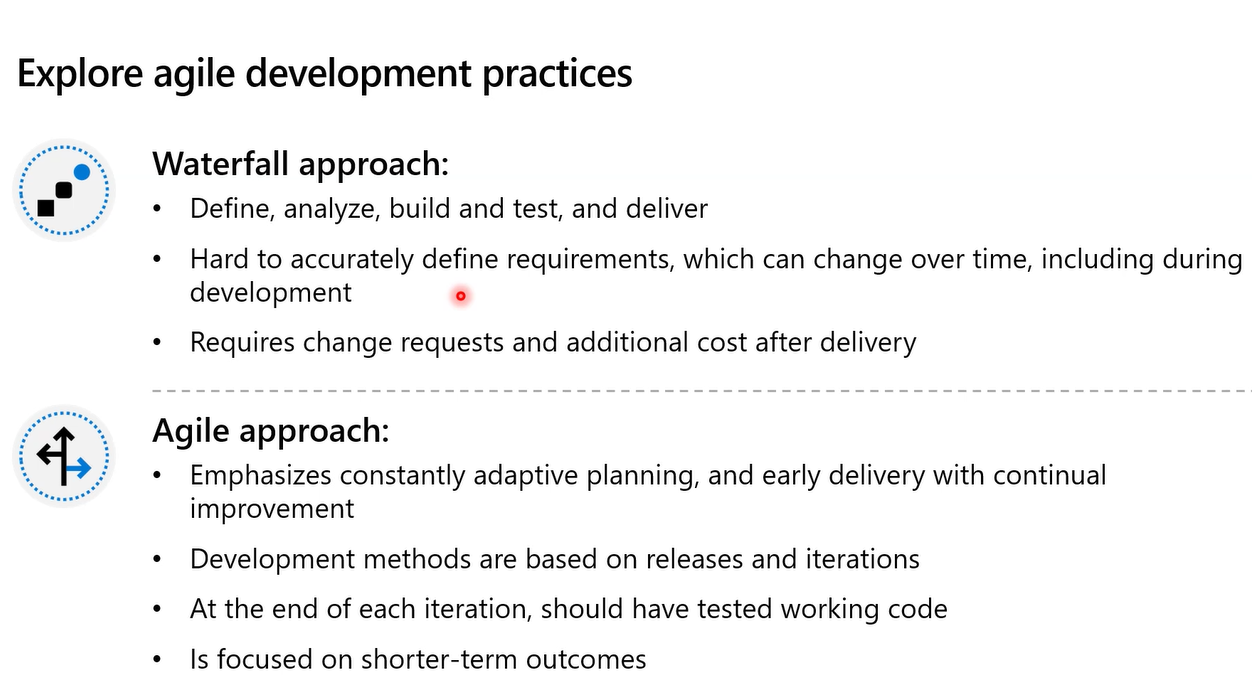 Explore agile development practices
Waterfall approach:
• Define, analyze, build and test, and deliver
• Hard to accurately define requirements, which can change over time, including during
development
• Requires change requests and additional cost after delivery
Agile approach:
• Emphasizes constantly adaptive planning, and early delivery with continual
improvement
• Development methods are based on releases and iterations
• At the end of each iteration, should have tested working code
• Is focused on shorter-term outcomes